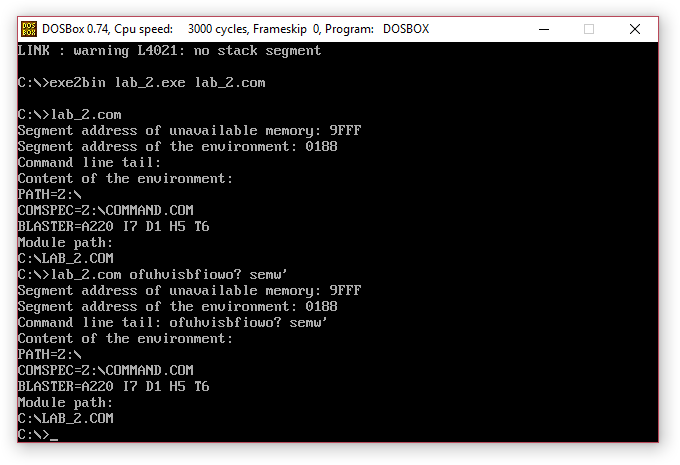 DOSBox 0.74, Cpu speed: 3000 cycles, Frameskip 0, Program: DOSBOX
LINK : warning L4021: no stack segment
C:\>exe2bin lab_2.exe lab_2.com
C:\>lab_2.com
Segment address of unavailable memory: 9FFF
Segment address of the environment: 0188
Command line tail:
Content of the environment:
PATH=Z:\
COMSPEC=Z:\COMMAND.COM
BLASTER=A220 I7 D1 H5 T6
Module path:
C:\LAB_2.COM
C:\>lab_2.com ofuhvisbfiowo? semw'
Segment address of unavailable memory: 9FFF
Segment address of the environment: 0188
Command line tail: ofuhvisbfiowo? semw'
Content of the environment:
PATH=Z:\
COMSPEC=Z:\COMMAND.COM
BLASTER=A220 I7 D1 H5 T6
Module path:
C:\LAB_2.COM
C:\>_